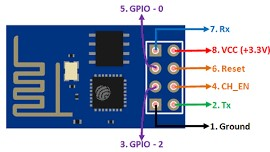 5. GPIO - 0
7. Rx
8. VCC (+3.3V)
6. Reset
4. CH_EN
2. Tx
1. Ground
3. GPIO - 2